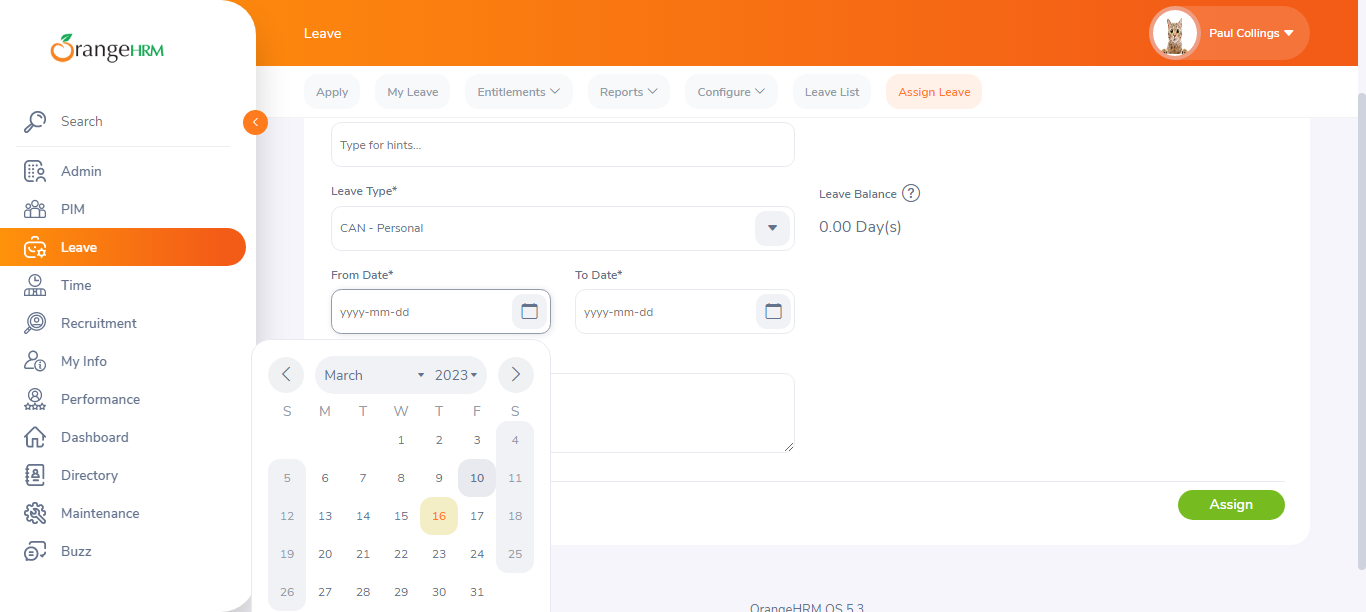 OrangeHRM
Leave
Paul Collings
Apply
My Leave
Entitlements
Reports
Configure
Leave List
Assign Leave
Search
Admin
PIM
Leave
Time
Recruitment
My Info
Performance
Dashboard
Directory
Maintenance
Buzz
Type for hints...
Leave Type*
Leave Balance ?
CAN - Personal
0.00 Day(s)
From Date*
To Date*
yyyy-mm-dd
yyyy-mm-dd
March 2023
S M T W T F S
1 2 3 4
5 6 7 8 9 10 11
12 13 14 15 16 17 18
19 20 21 22 23 24 25
26 27 28 29 30 31
Assign
OrangeHRM OS 5.3